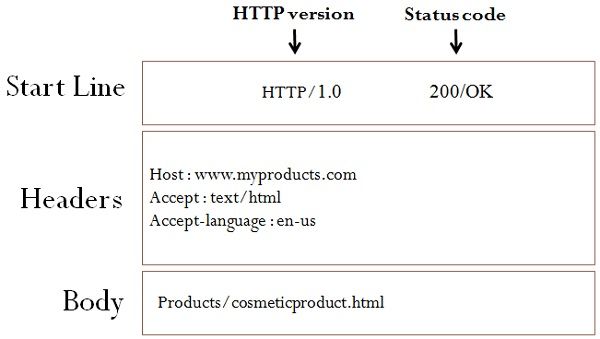 HTTP version Status code
Start Line HTTP/1.0 200/OK
Headers
Host : www.myproducts.com
Accept : text/html
Accept-language : en-us
Body Products/cosmeticproduct.html